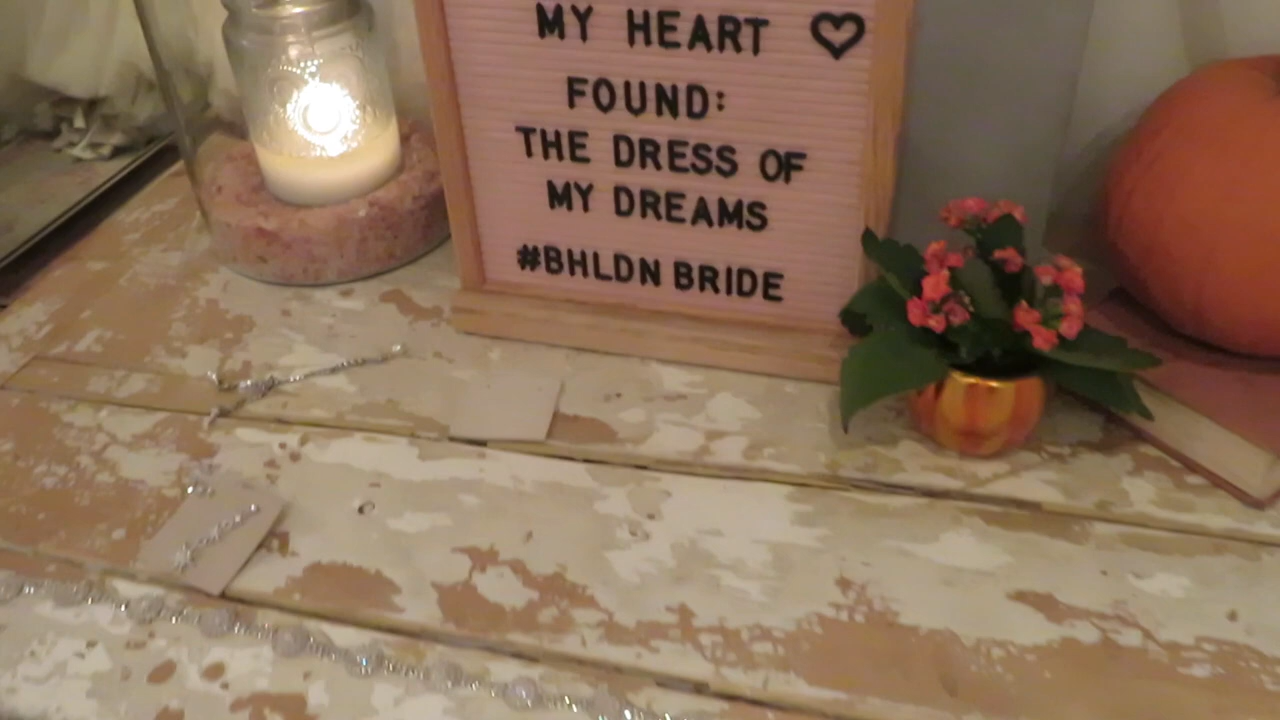 MY HEART ♡
FOUND:
THE DRESS OF
MY DREAMS
#BHLDN BRIDE